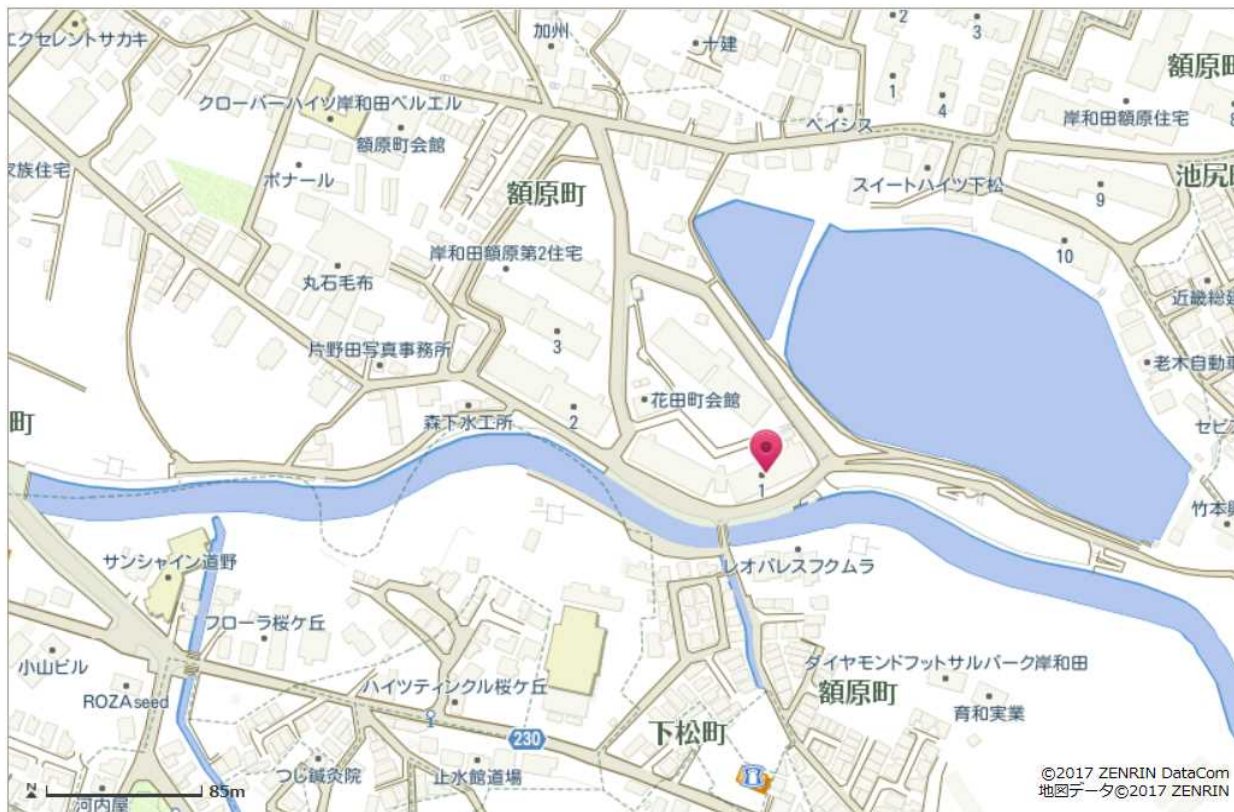 エクセレントサカキ
加州
十建
2
3
額原町
クローバーハイツ岸和田ベルエル
額原町会館
1
4
ベイシス
岸和田額原住宅
8
家族住宅
ボナール
額原町
スイートハイツ下松
9
池尻町
岸和田額原第2住宅
10
丸石毛布
近畿総建
片野田写真事務所
3
老木自動車
花田町会館
町
森下水工所
2
セピア
1
竹本興
サンシャイン道野
レオパレスフクムラ
フローラ桜ケ丘
小山ビル
ROZAseed
ハイツティンクル桜ケ丘
ダイヤモンドフットサルパーク岸和田
額原町
育和実業
230
下松町
つじ鍼灸院
止水館道場
N
85m
河内屋
©2017 ZENRIN DataCom
地図データ©2017 ZENRIN